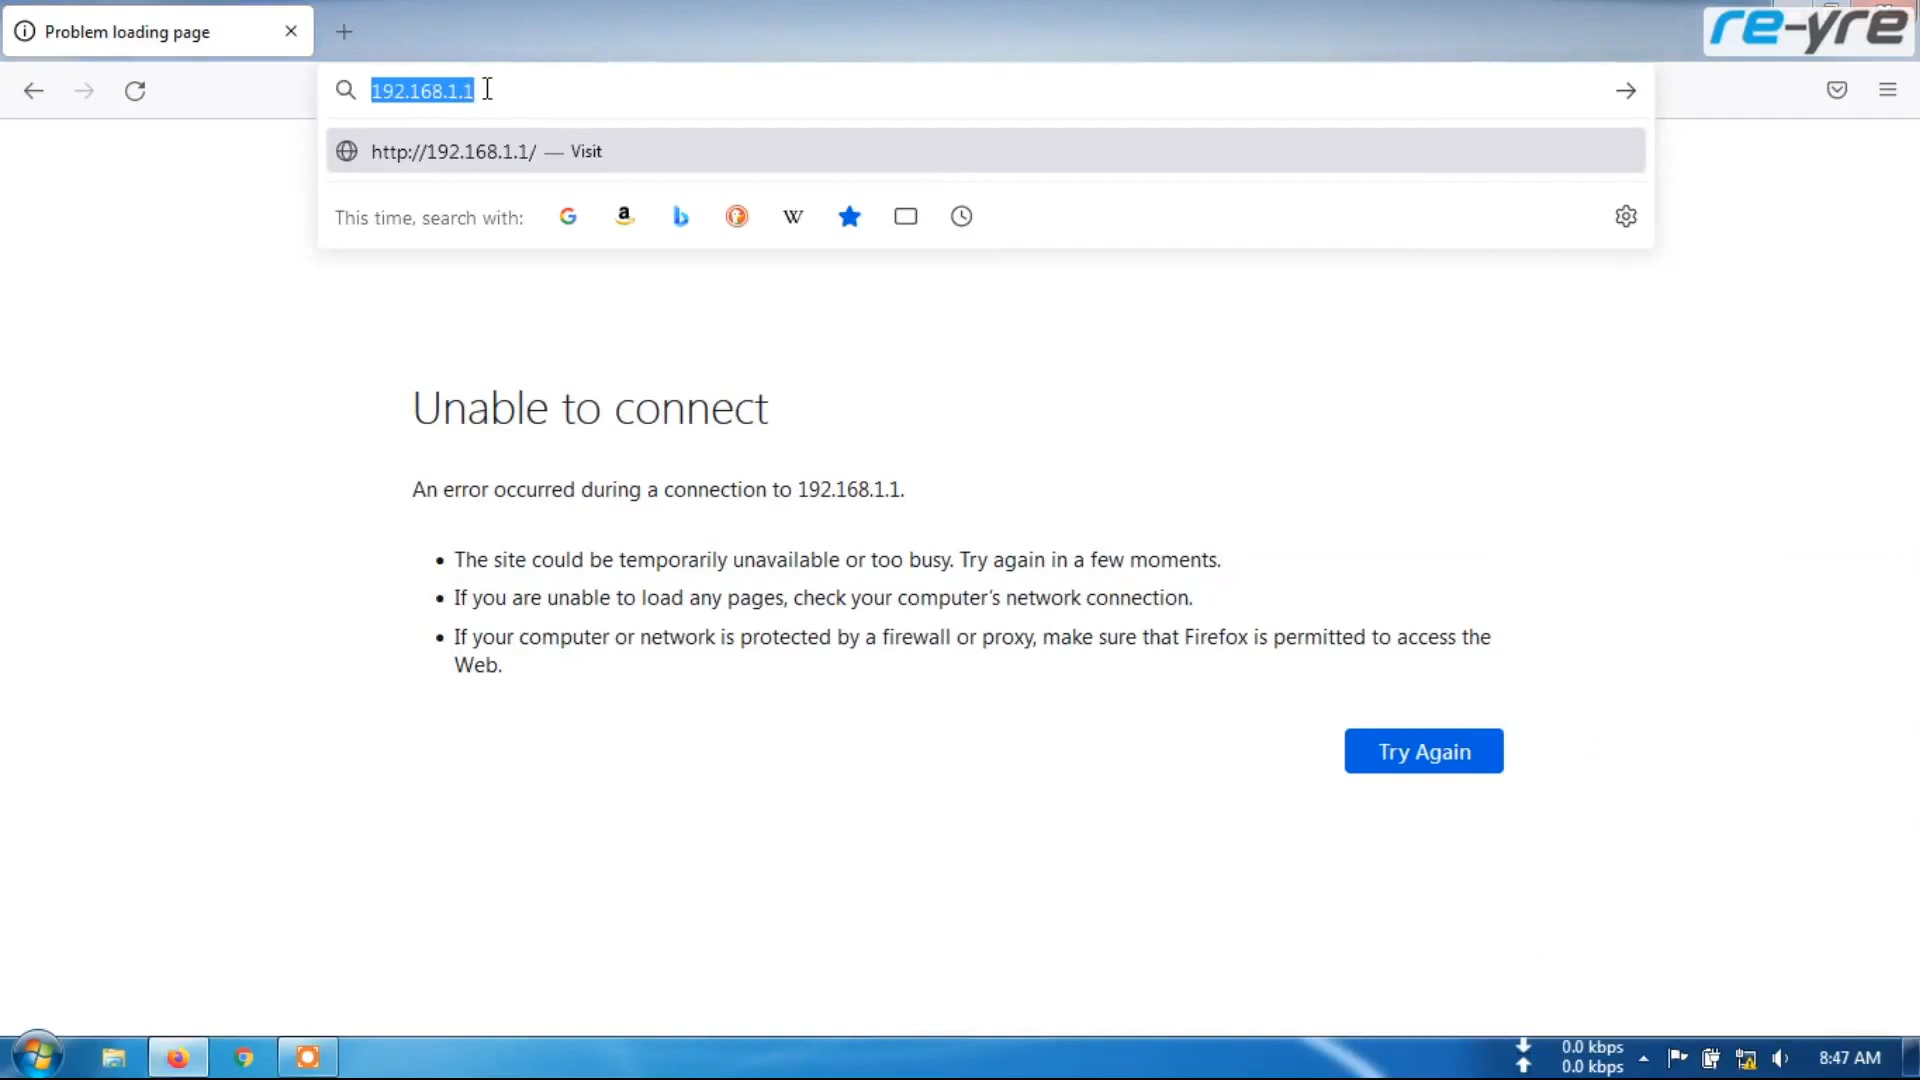 Problem loading page
re-yre
192.168.1.1
http://192.168.1.1/ — Visit
This time, search with:
Unable to connect
An error occurred during a connection to 192.168.1.1.
• The site could be temporarily unavailable or too busy. Try again in a few moments.
• If you are unable to load any pages, check your computer's network connection.
• If your computer or network is protected by a firewall or proxy, make sure that Firefox is permitted to access the
Web.
Try Again
0.0 kbps
0.0 kbps
8:47 AM